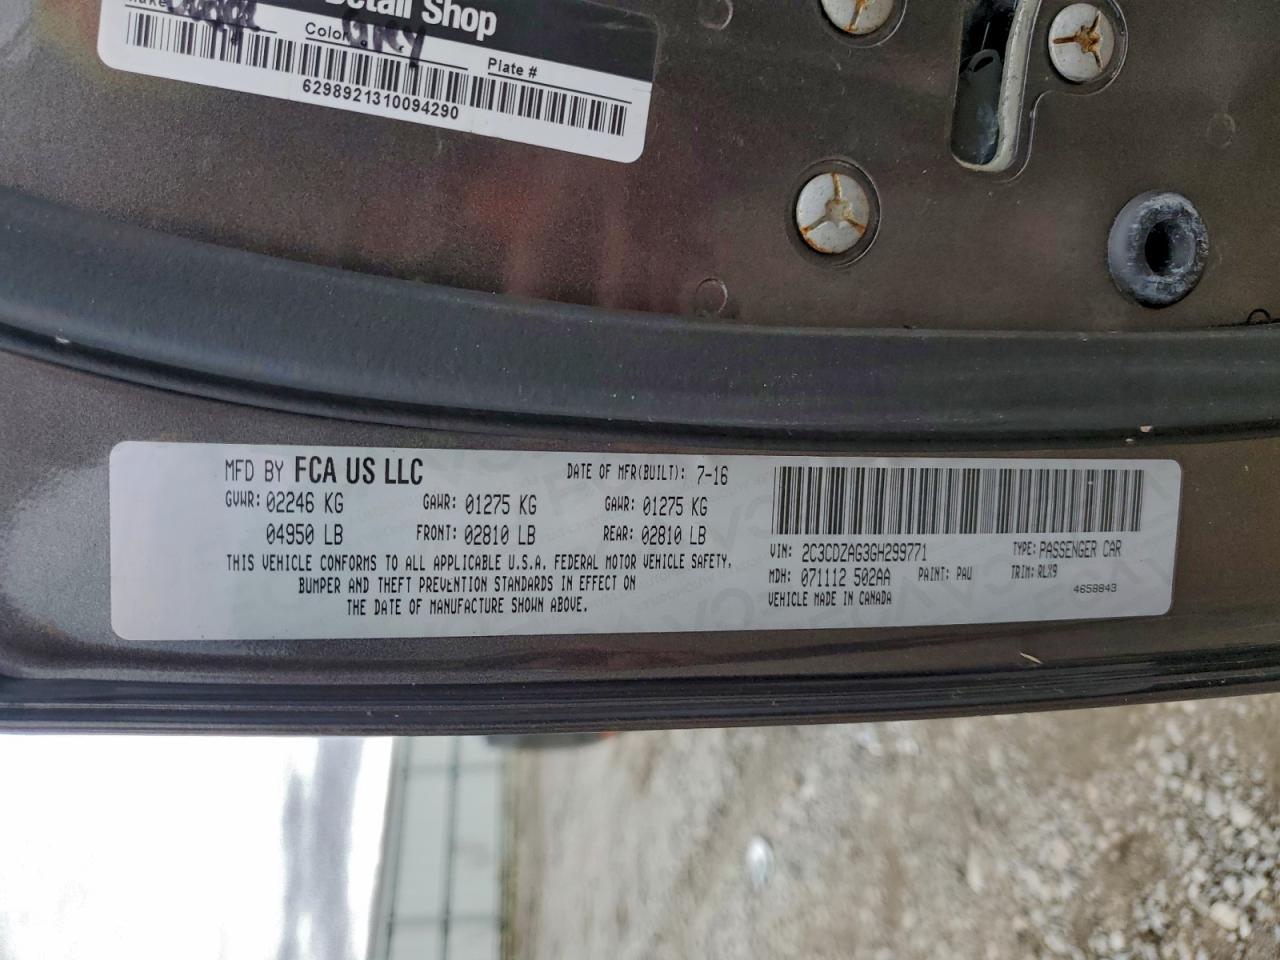 Detail Shop
Make Dodge Color Grey Plate #
6298921310094290
MFD BY FCA US LLC DATE OF MFR(BUILT): 7-16
GVWR: 02246 KG GAWR: 01275 KG GAWR: 01275 KG
04950 LB FRONT: 02810 LB REAR: 02810 LB
THIS VEHICLE CONFORMS TO ALL APPLICABLE U.S.A. FEDERAL MOTOR VEHICLE SAFETY,
BUMPER AND THEFT PREVENTION STANDARDS IN EFFECT ON
THE DATE OF MANUFACTURE SHOWN ABOVE.
VIN: 2C3CDZAG3GH299771 TYPE: PASSENGER CAR
MDH: 071112 502AA PAINT: PAU TRIM: RLX9
VEHICLE MADE IN CANADA 4658843